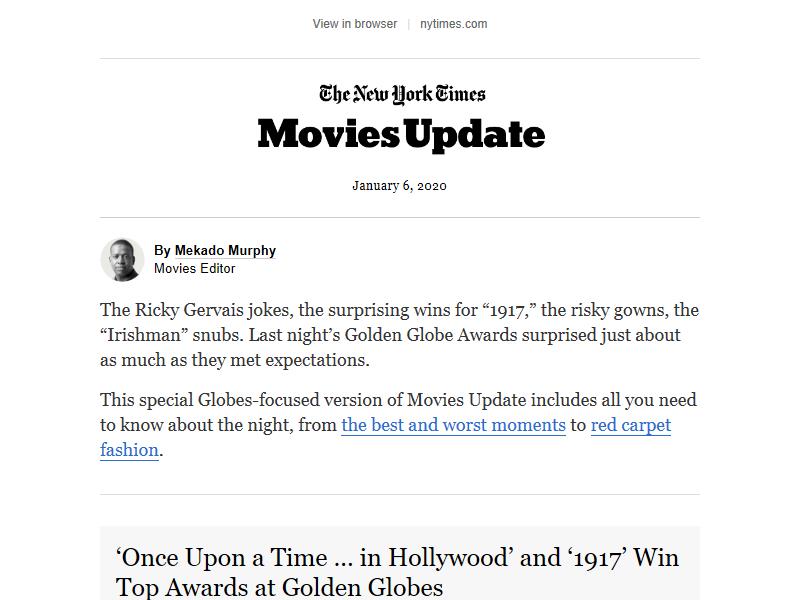 View in browser | nytimes.com
The New York Times
Movies Update
January 6, 2020
By Mekado Murphy
Movies Editor
The Ricky Gervais jokes, the surprising wins for “1917,” the risky gowns, the
“Irishman” snubs. Last night’s Golden Globe Awards surprised just about
as much as they met expectations.
This special Globes-focused version of Movies Update includes all you need
to know about the night, from the best and worst moments to red carpet
fashion.
‘Once Upon a Time ... in Hollywood’ and ‘1917’ Win
Top Awards at Golden Globes